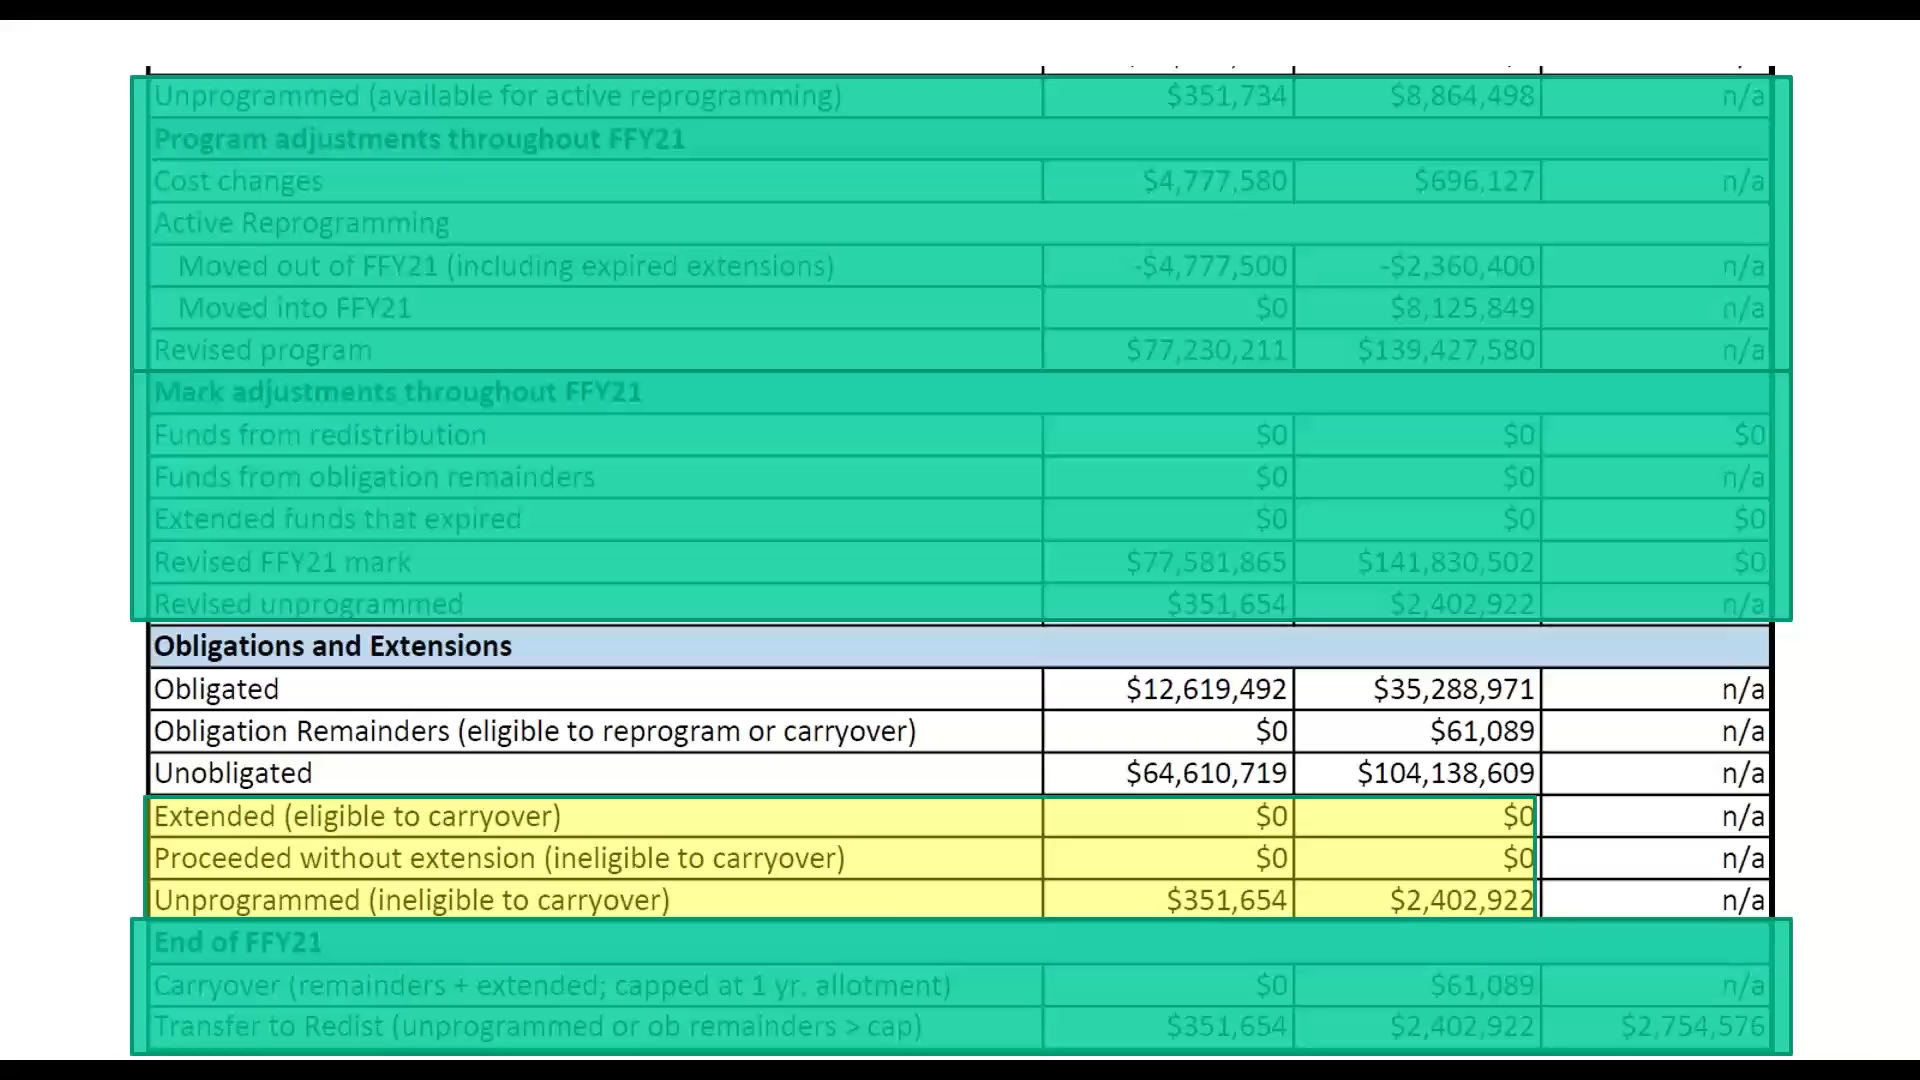 Unprogrammed (available for active reprogramming) $351,734 $8,864,498 n/a
Program adjustments throughout FFY21
Cost changes $4,777,580 $696,127 n/a
Active Reprogramming
Moved out of FFY21 (including expired extensions) -$4,777,500 -$2,360,400 n/a
Moved into FFY21 $0 $8,125,849 n/a
Revised program $77,230,211 $139,427,580 n/a
Mark adjustments throughout FFY21
Funds from redistribution $0 $0 $0
Funds from obligation remainders $0 $0 n/a
Extended funds that expired $0 $0 $0
Revised FFY21 mark $77,581,865 $141,830,502 $0
Revised unprogrammed $351,654 $2,402,922 n/a
Obligations and Extensions
Obligated $12,619,492 $35,288,971 n/a
Obligation Remainders (eligible to reprogram or carryover) $0 $61,089 n/a
Unobligated $64,610,719 $104,138,609 n/a
Extended (eligible to carryover) $0 $0 n/a
Proceeded without extension (ineligible to carryover) $0 $0 n/a
Unprogrammed (ineligible to carryover) $351,654 $2,402,922 n/a
End of FFY21
Carryover (remainders + extended; capped at 1 yr. allotment) $0 $61,089 n/a
Transfer to Redist (unprogrammed or ob remainders > cap) $351,654 $2,402,922 $2,754,576